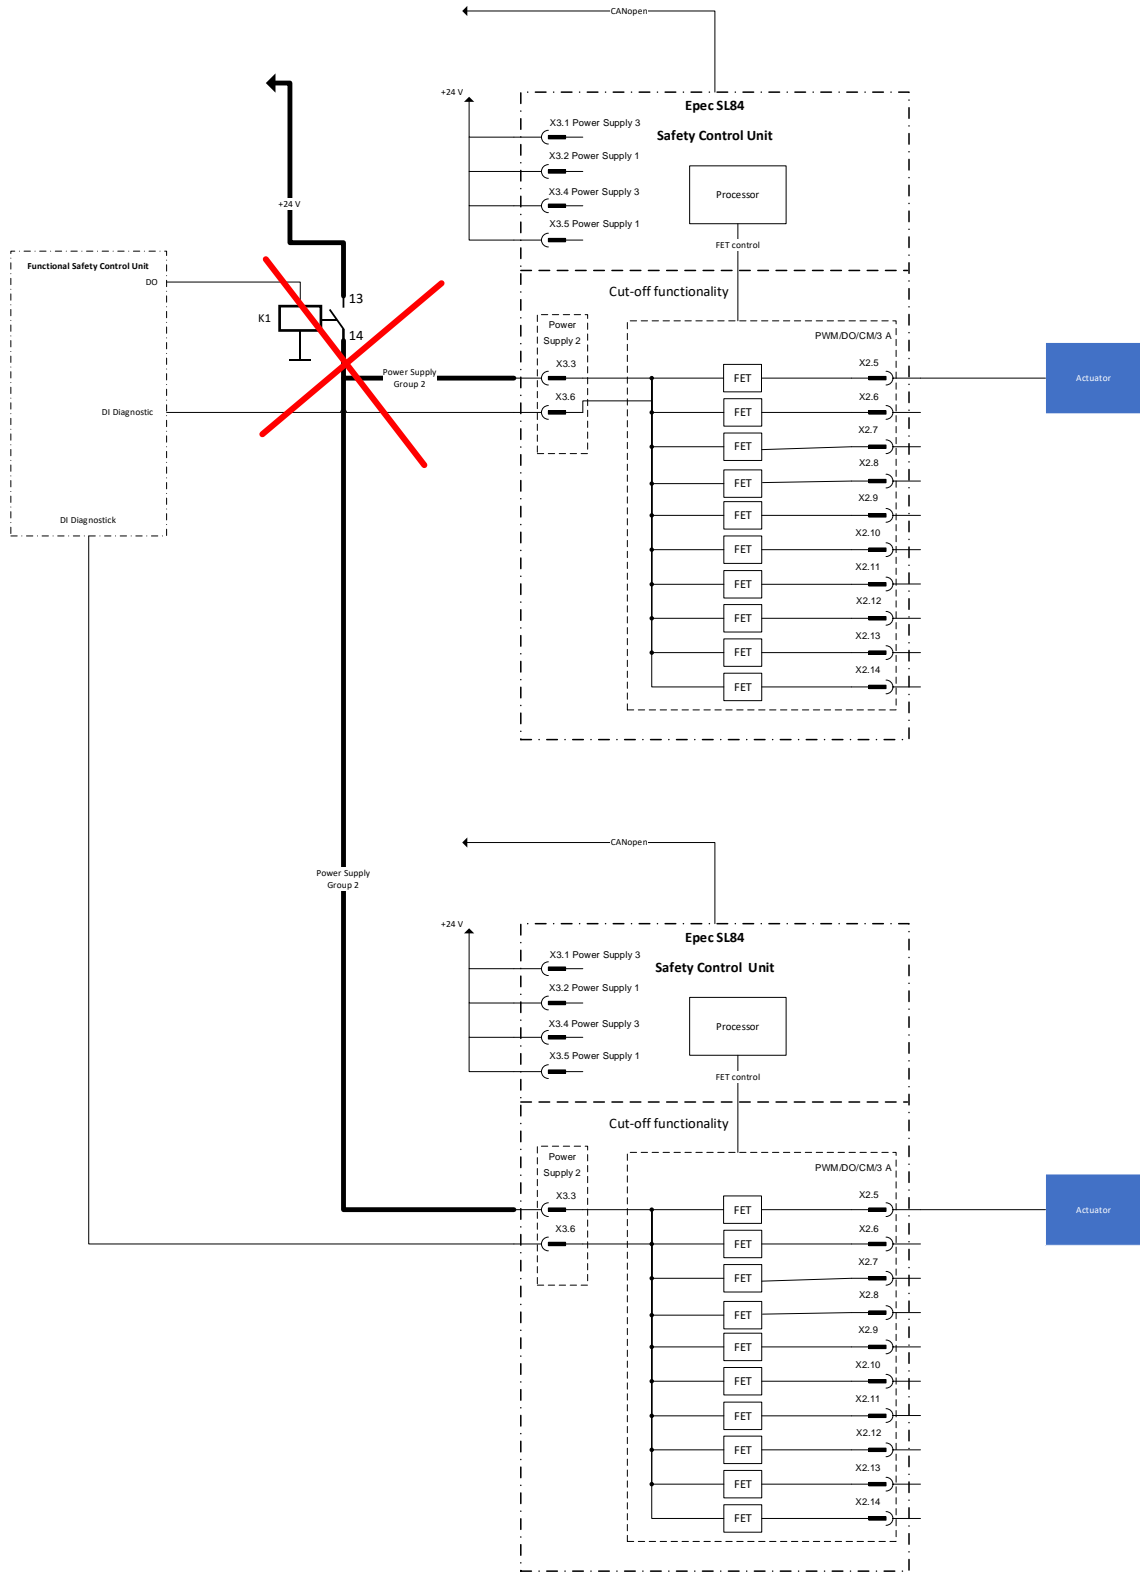 CANopen
+24 V
Epec SL84
X3.1 Power Supply 3
Safety Control Unit
X3.2 Power Supply 1
Processor
X3.4 Power Supply 3
X3.5 Power Supply 1
FET control
+24 V
Functional Safety Control Unit
DO
K1
13
14
Cut-off functionality
Power
Supply 2
PWM/DO/CM/3 A
Power Supply
Group 2
X3.3
FET
X2.5
Actuator
DI Diagnostic
X3.6
FET
X2.6
FET
X2.7
FET
X2.8
FET
X2.9
DI Diagnostick
FET
X2.10
FET
X2.11
FET
X2.12
FET
X2.13
FET
X2.14
CANopen
Power Supply
Group 2
+24 V
Epec SL84
X3.1 Power Supply 3
Safety Control Unit
X3.2 Power Supply 1
Processor
X3.4 Power Supply 3
X3.5 Power Supply 1
FET control
Cut-off functionality
Power
Supply 2
PWM/DO/CM/3 A
X3.3
FET
X2.5
Actuator
X3.6
FET
X2.6
FET
X2.7
FET
X2.8
FET
X2.9
FET
X2.10
FET
X2.11
FET
X2.12
FET
X2.13
FET
X2.14